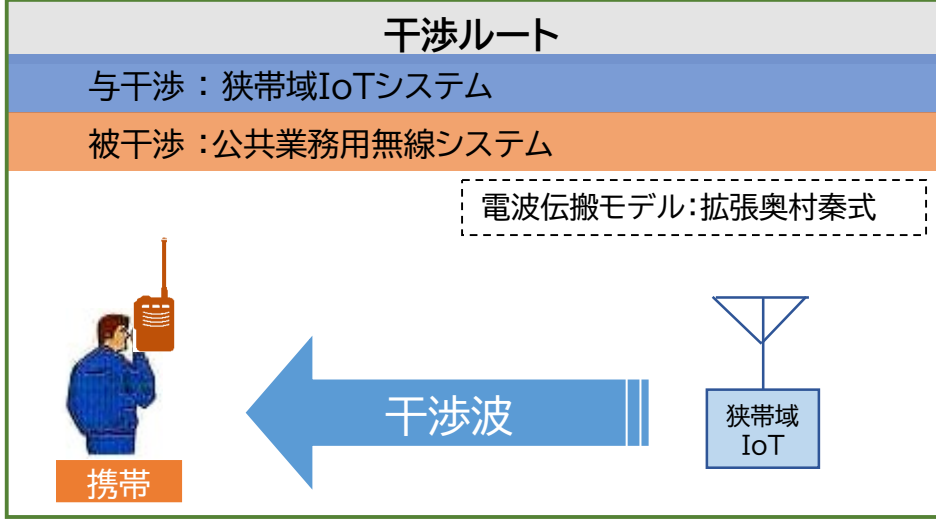 干渉ルート
与干渉：狭帯域IoTシステム
被干渉：公共業務用無線システム
電波伝搬モデル：拡張奥村秦式
干渉波
狭帯域
IoT
携帯